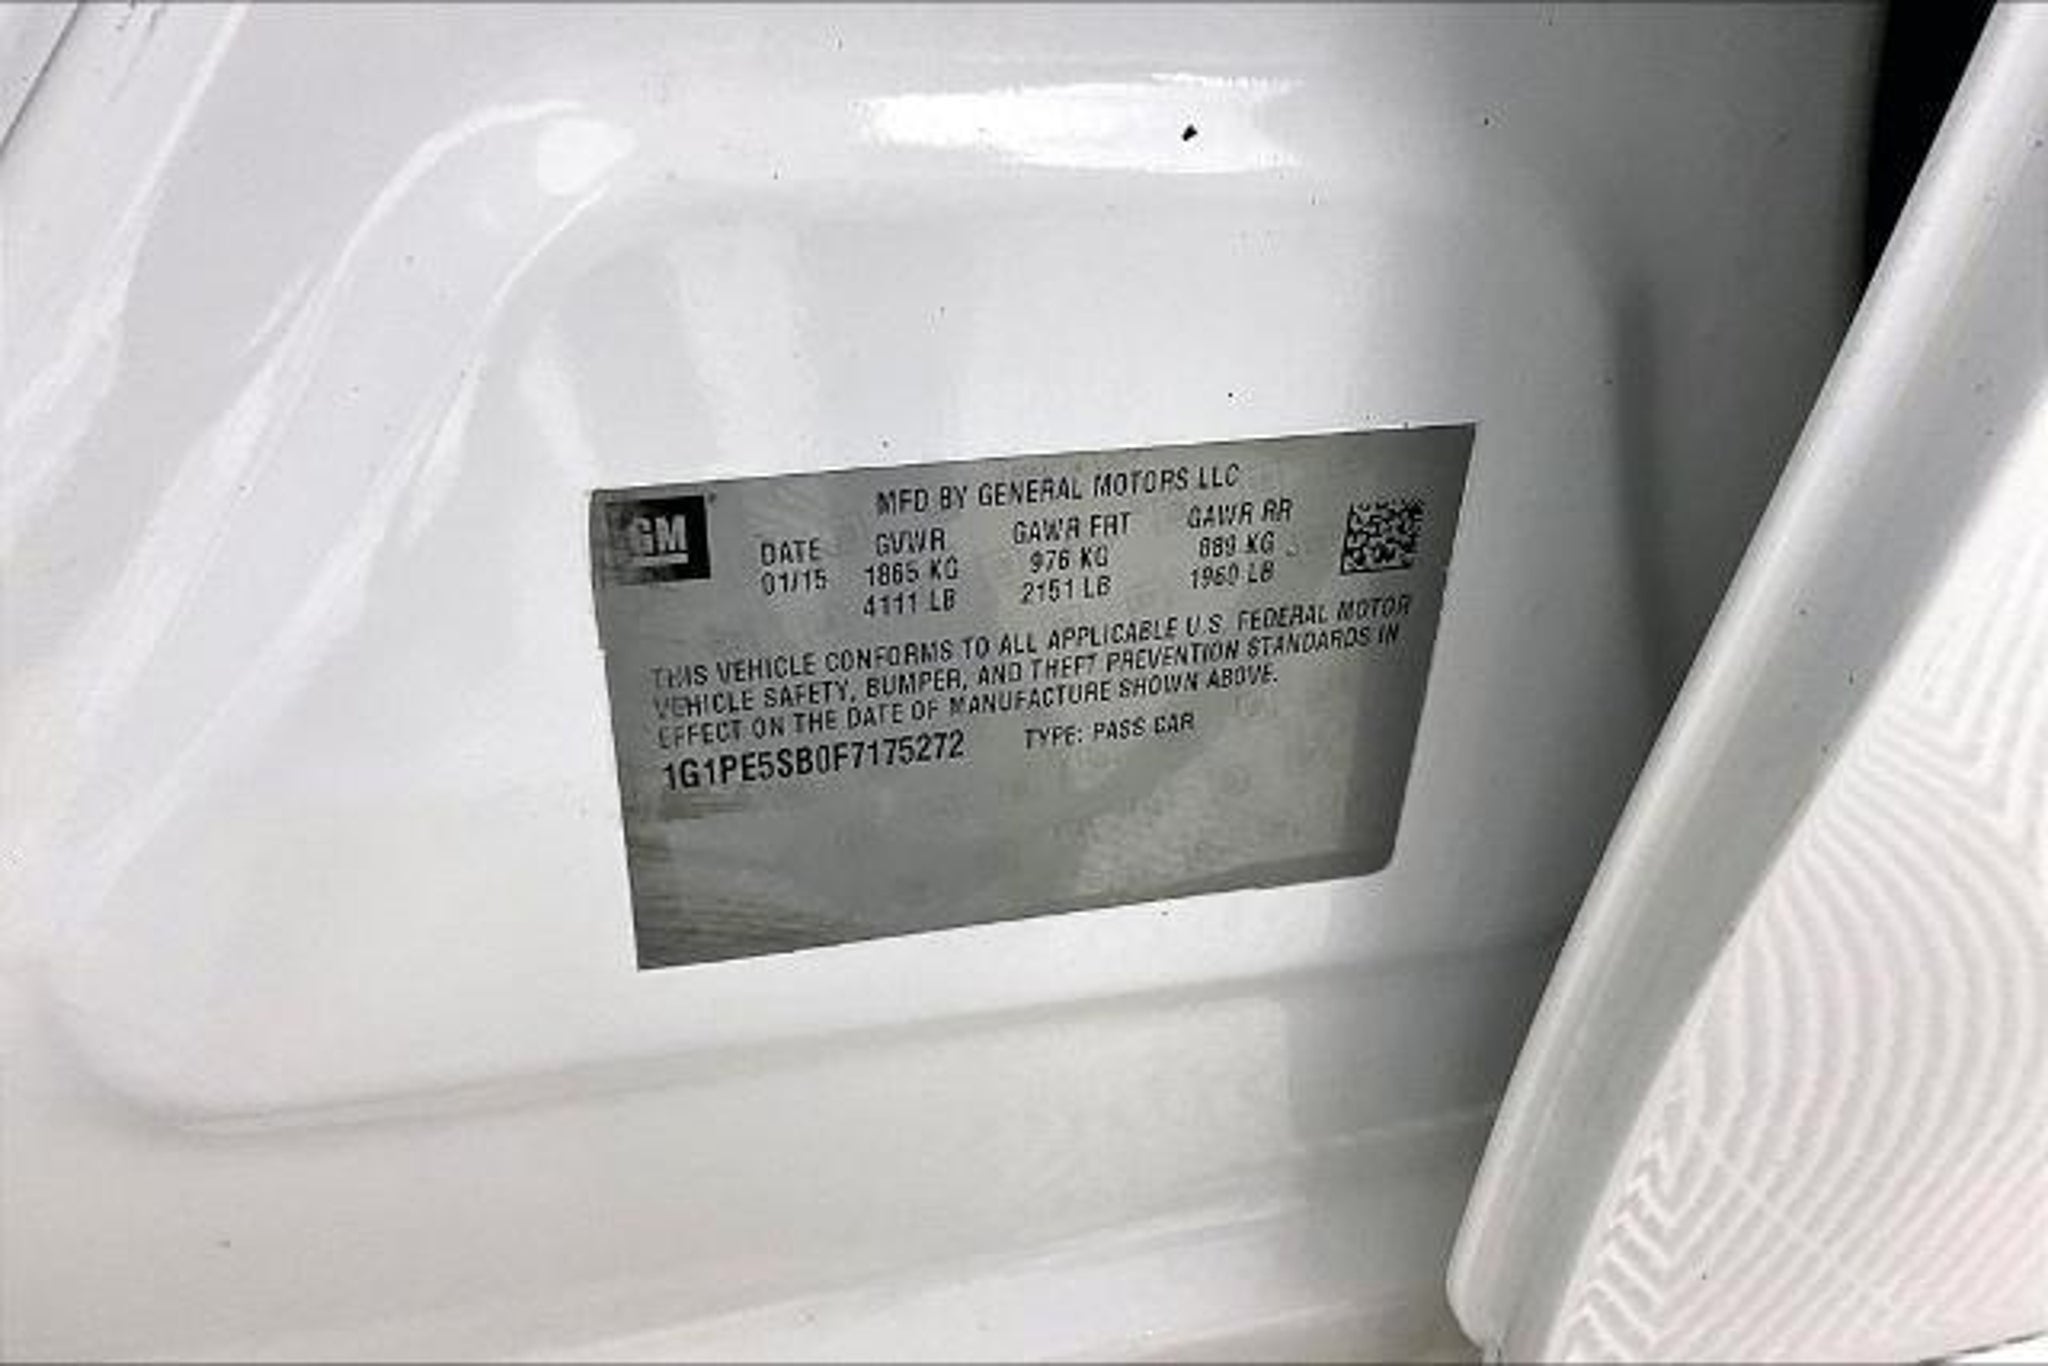 GM
MFD BY GENERAL MOTORS LLC
DATE GVWR GAWR FRT GAWR RR
01/15 1865 KG 976 KG 889 KG
4111 LB 2151 LB 1960 LB
THIS VEHICLE CONFORMS TO ALL APPLICABLE U.S. FEDERAL MOTOR
VEHICLE SAFETY, BUMPER, AND THEFT PREVENTION STANDARDS IN
EFFECT ON THE DATE OF MANUFACTURE SHOWN ABOVE.
1G1PE5SB0F7175272 TYPE: PASS CAR